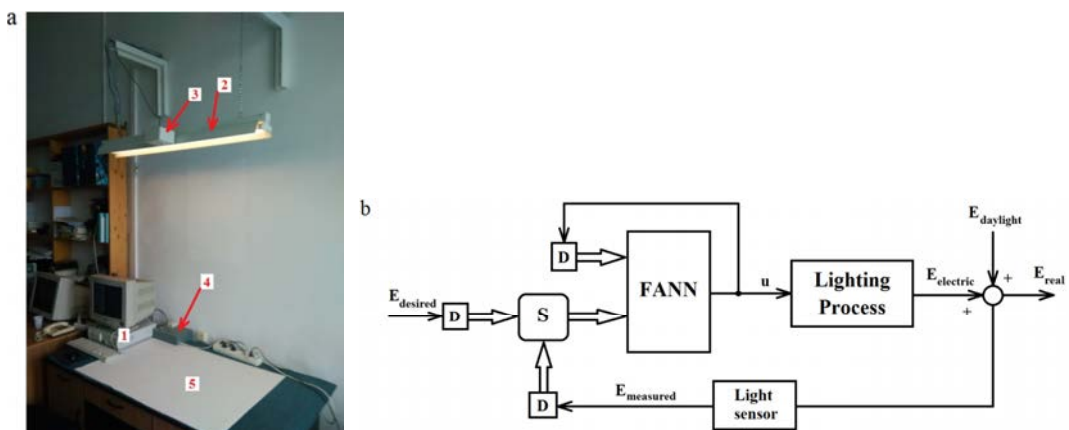 a
3
2
4
1
5
b
E_daylight
D
FANN
E_desired
D
S
u
Lighting
Process
E_electric
+
+
E_real
D
E_measured
Light
sensor